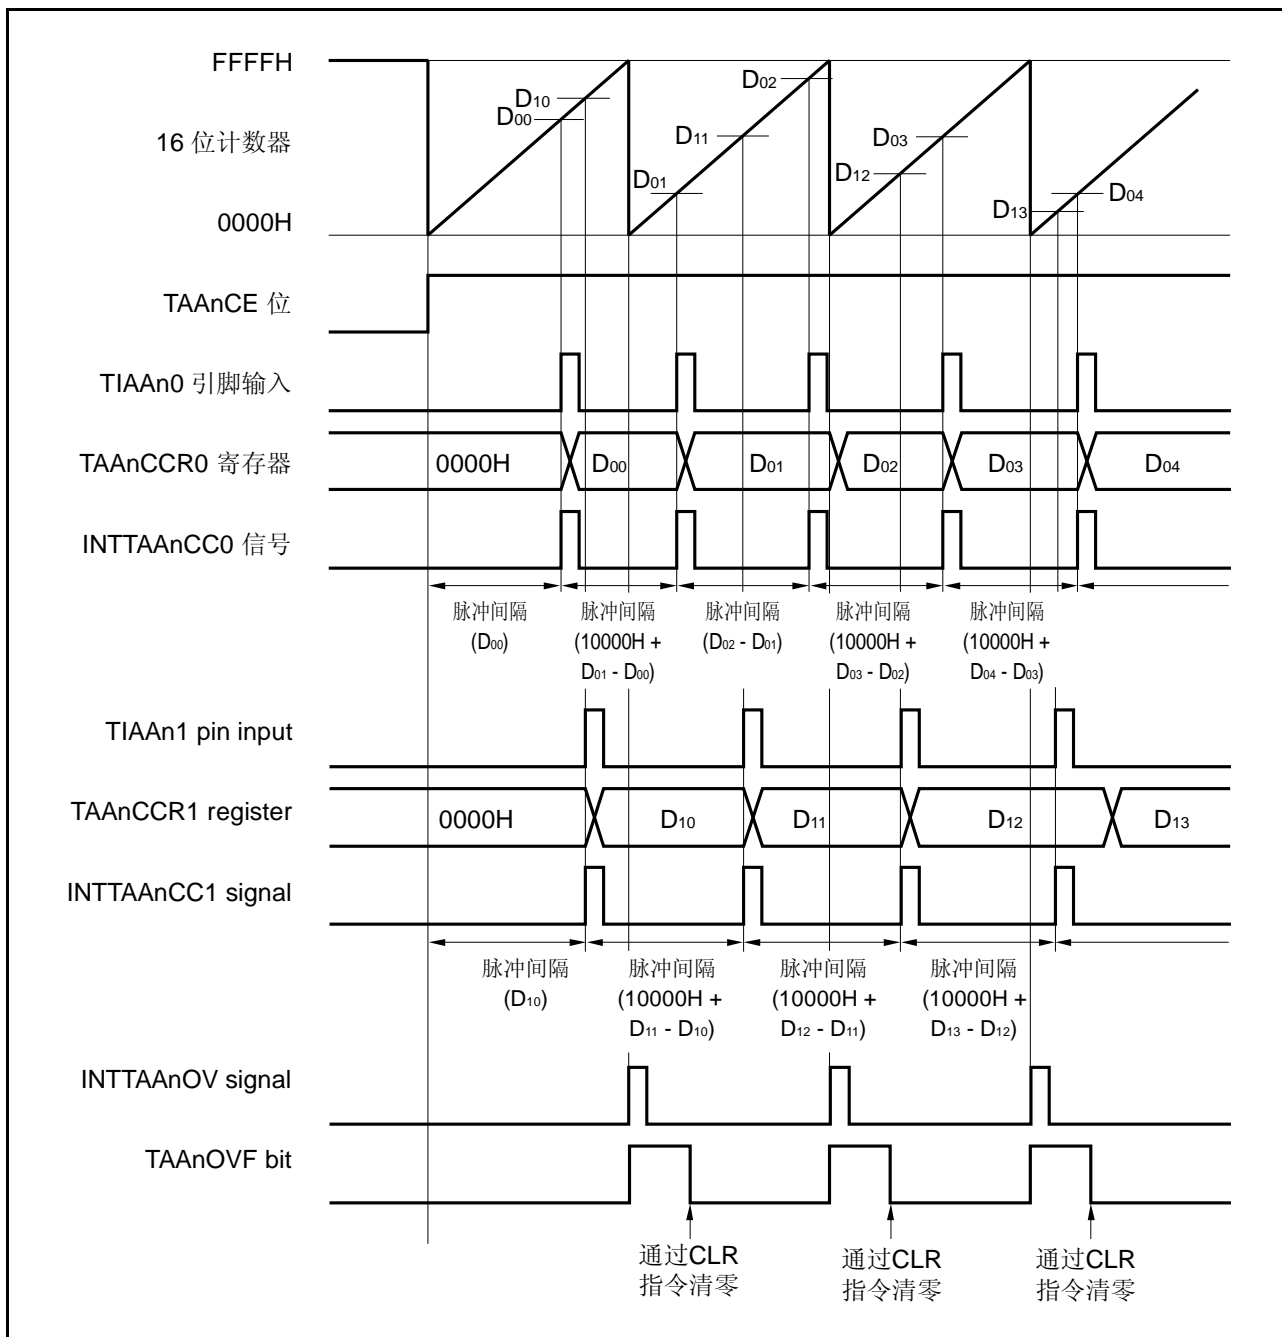 FFFFH
16 位计数器
0000H
D10
D00
D01
D11
D02
D12
D03
D13
D04
TAAnCE 位
TIAAn0 引脚输入
TAAnCCR0 寄存器
0000H D00 D01 D02 D03 D04
INTTAAnCC0 信号
脉冲间隔
(D00)
脉冲间隔
(10000H +
D01 - D00)
脉冲间隔
(D02 - D01)
脉冲间隔
(10000H +
D03 - D02)
脉冲间隔
(10000H +
D04 - D03)
TIAAn1 pin input
TAAnCCR1 register
0000H D10 D11 D12 D13
INTTAAnCC1 signal
脉冲间隔
(D10)
脉冲间隔
(10000H +
D11 - D10)
脉冲间隔
(10000H +
D12 - D11)
脉冲间隔
(10000H +
D13 - D12)
INTTAAnOV signal
TAAnOVF bit
通过CLR
指令清零
通过CLR
指令清零
通过CLR
指令清零